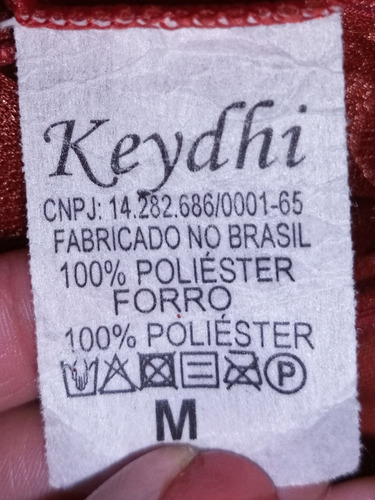 Keydhi
CNPJ: 14.282.686/0001-65
FABRICADO NO BRASIL
100% POLIÉSTER
FORRO
100% POLIÉSTER
P
M